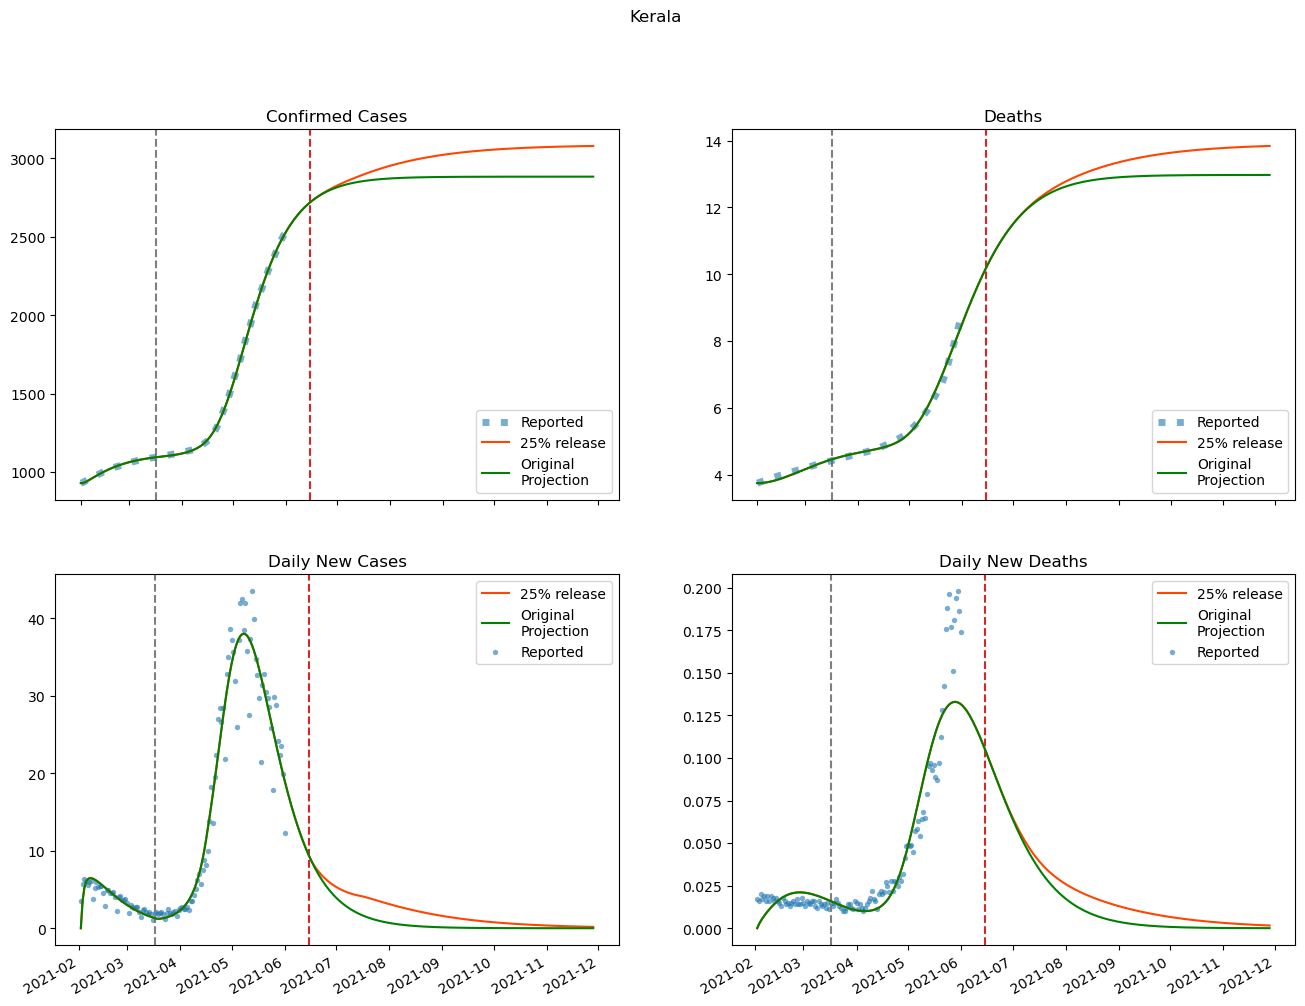 Kerala
Confirmed Cases
3000
2500
2000
1500
1000
Reported
25% release
Original
Projection
Deaths
14
12
10
8
6
4
Reported
25% release
Original
Projection
Daily New Cases
40
30
20
10
0
25% release
Original
Projection
Reported
2021-02
2021-03
2021-04
2021-05
2021-06
2021-07
2021-08
2021-09
2021-10
2021-11
2021-12
Daily New Deaths
0.200
0.175
0.150
0.125
0.100
0.075
0.050
0.025
0.000
25% release
Original
Projection
Reported
2021-02
2021-03
2021-04
2021-05
2021-06
2021-07
2021-08
2021-09
2021-10
2021-11
2021-12